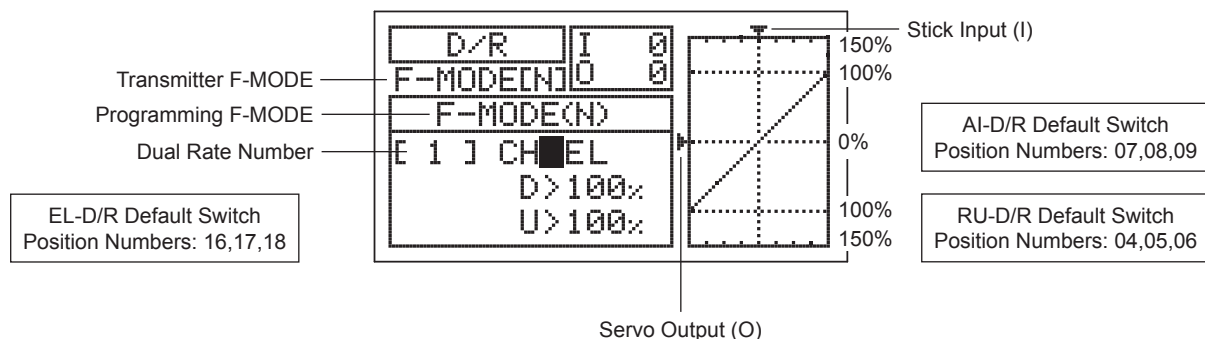 Transmitter F-MODE
Programming F-MODE
Dual Rate Number
EL-D/R Default Switch
Position Numbers: 16,17,18
D/R
I 0
F-MODE[N]
O 0
F-MODE(N)
[ 1 ] CH█EL
D>100%
U>100%
150%
100%
0%
100%
150%
Stick Input (I)
AI-D/R Default Switch
Position Numbers: 07,08,09
RU-D/R Default Switch
Position Numbers: 04,05,06
Servo Output (O)